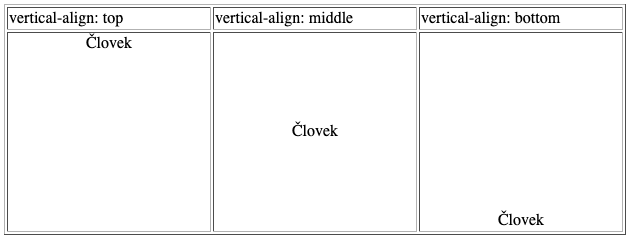 vertical-align: top
vertical-align: middle
vertical-align: bottom
Človek
Človek
Človek